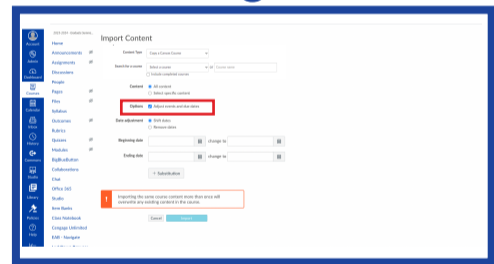 Import Content
Account
Home
Announcements
Admin
Assignments
Content Type Copy a Canvas Course
Dashboard
Discussions
Search for a course Select a course or Course name
Include completed courses
People
Courses
Pages
Content All content
Select specific content
Files
Calendar
Syllabus
Options Adjust events and due dates
Outcomes
Inbox
Rubrics
Date adjustment Shift dates
Remove dates
History
Quizzes
Modules
Beginning date change to
Commons
BigBlueButton
Ending date change to
Studio
Collaborations
Chat
+ Substitution
Office 365
Library
Studio
! Importing the same course content more than once will
overwrite any existing content in the course.
Policies
Class Notebook
Cancel Import
Help
Cengage Unlimited
EAB - Navigate